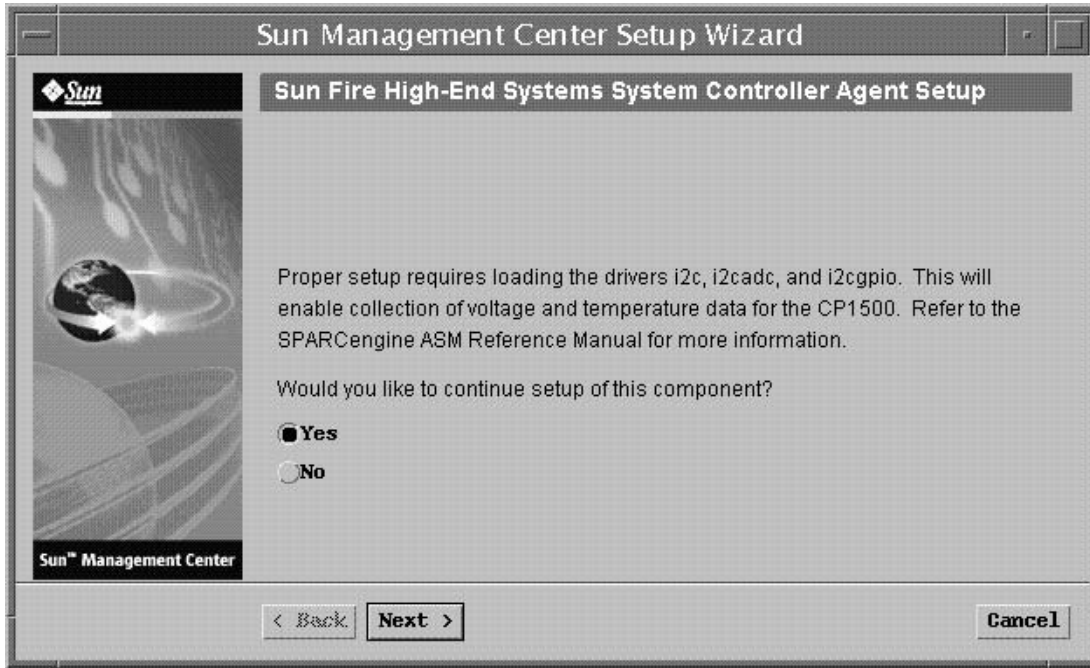 Sun Management Center Setup Wizard
Sun
Sun Fire High-End Systems System Controller Agent Setup
Proper setup requires loading the drivers i2c, i2cadc, and i2cgpio. This will
enable collection of voltage and temperature data for the CP1500. Refer to the
SPARCengine ASM Reference Manual for more information.
Would you like to continue setup of this component?
Yes
No
Sun™ Management Center
< Back
Next >
Cancel